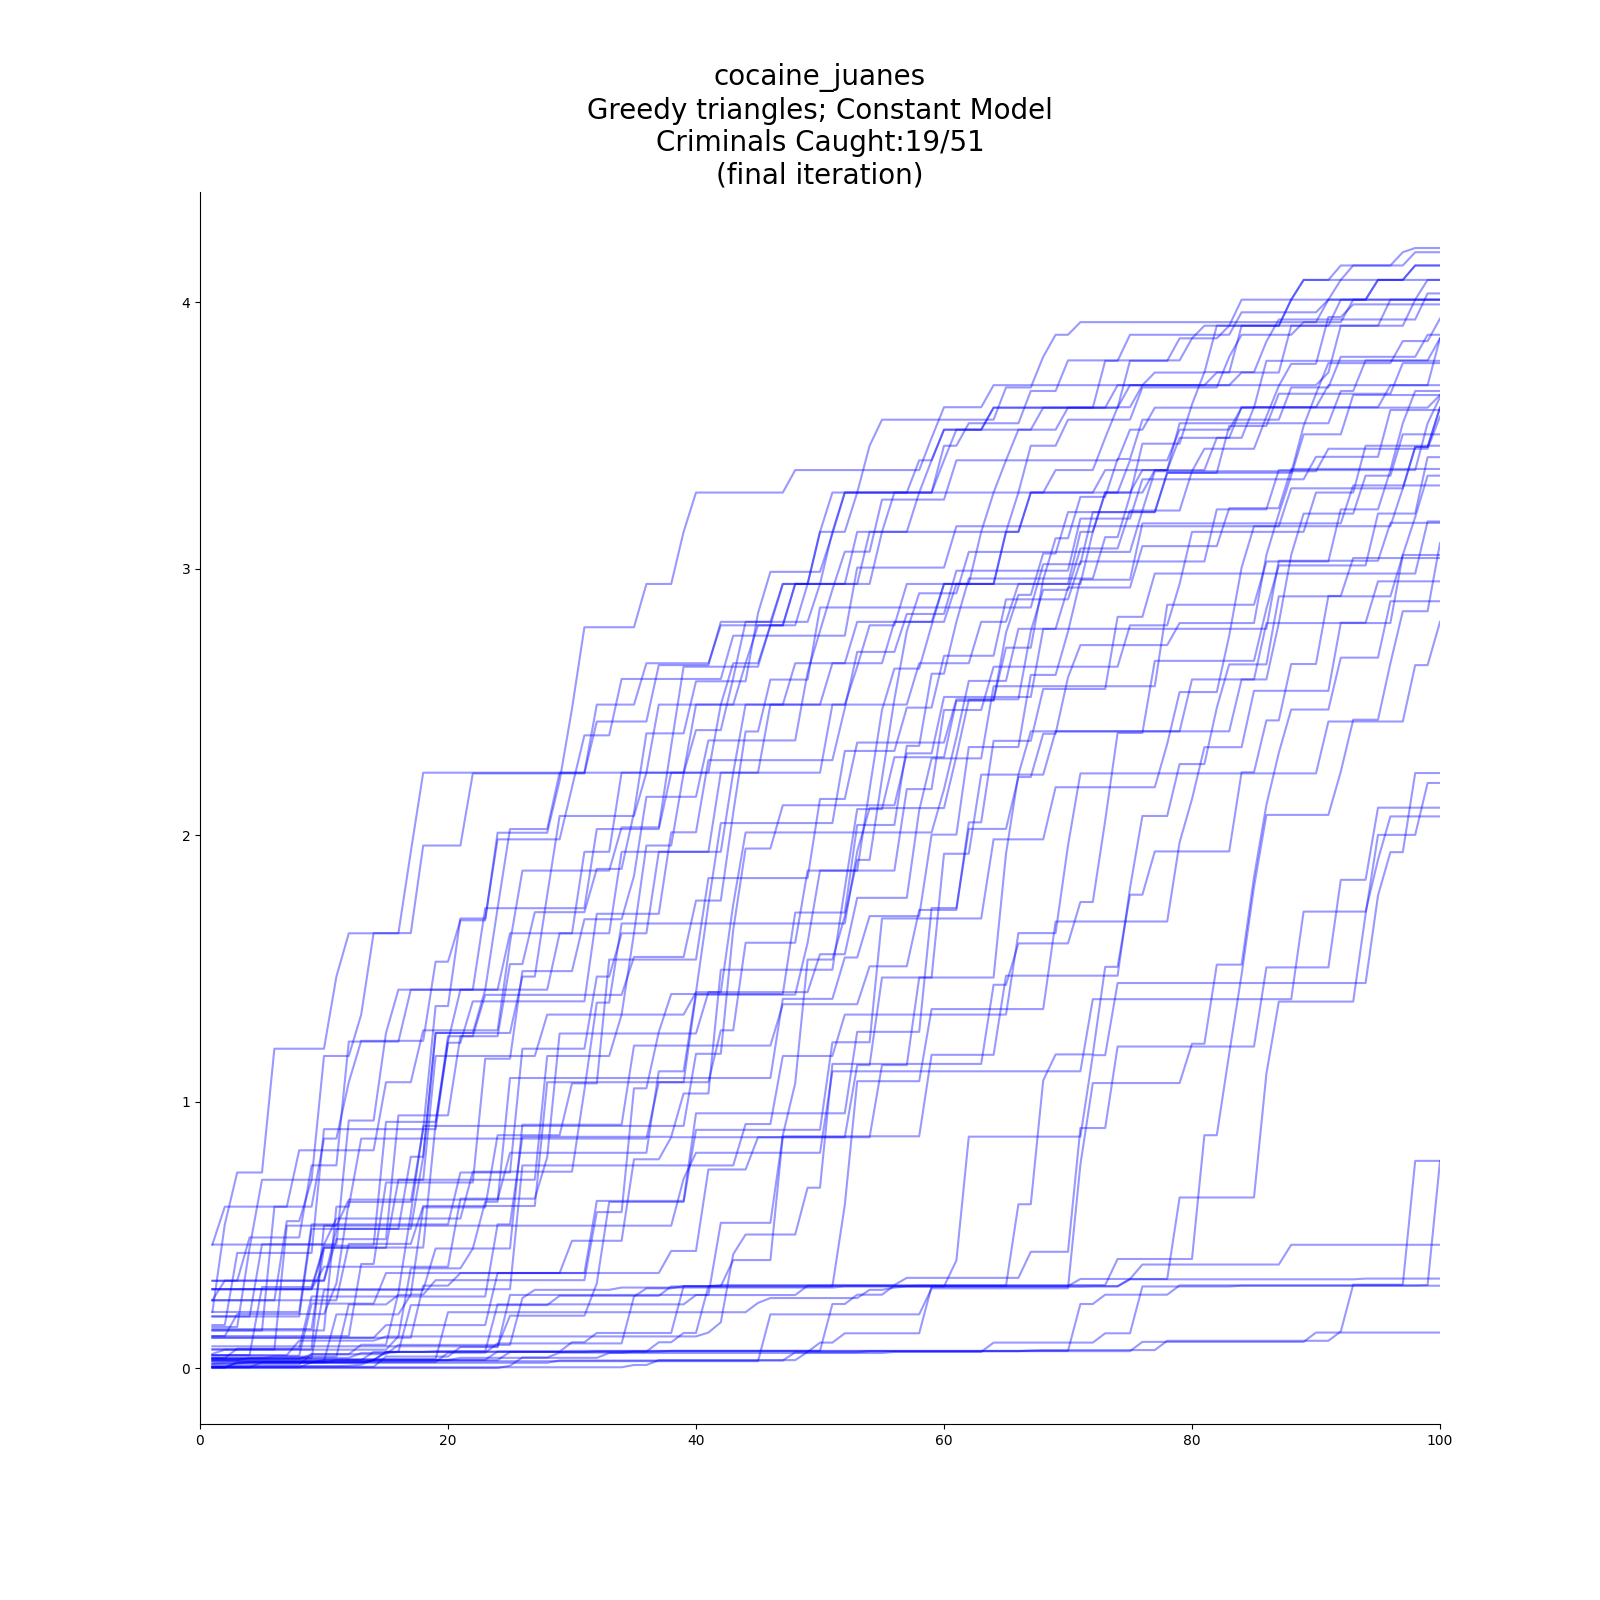 cocaine_juanes
Greedy triangles; Constant Model
Criminals Caught:19/51
(final iteration)
4
3
2
1
0
0 20 40 60 80 100